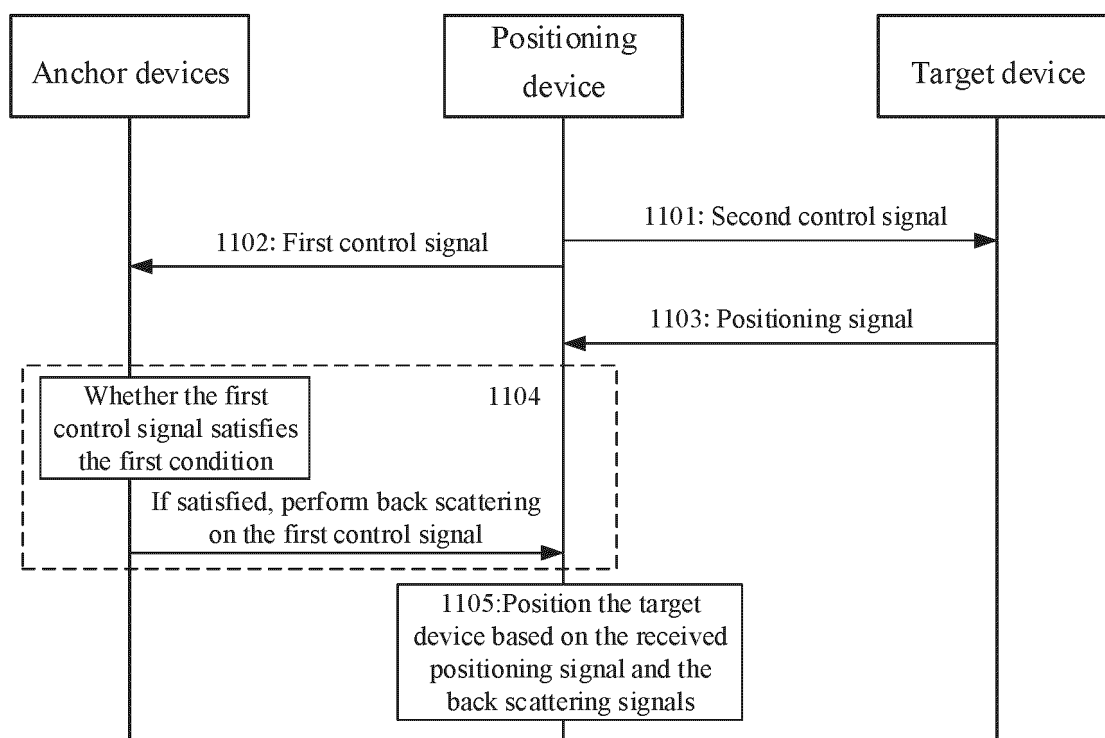 Anchor devices
Positioning
device
Target device
1101: Second control signal
1102: First control signal
1103: Positioning signal
1104
Whether the first
control signal satisfies
the first condition
If satisfied, perform back scattering
on the first control signal
1105:Position the target
device based on the received
positioning signal and the
back scattering signals